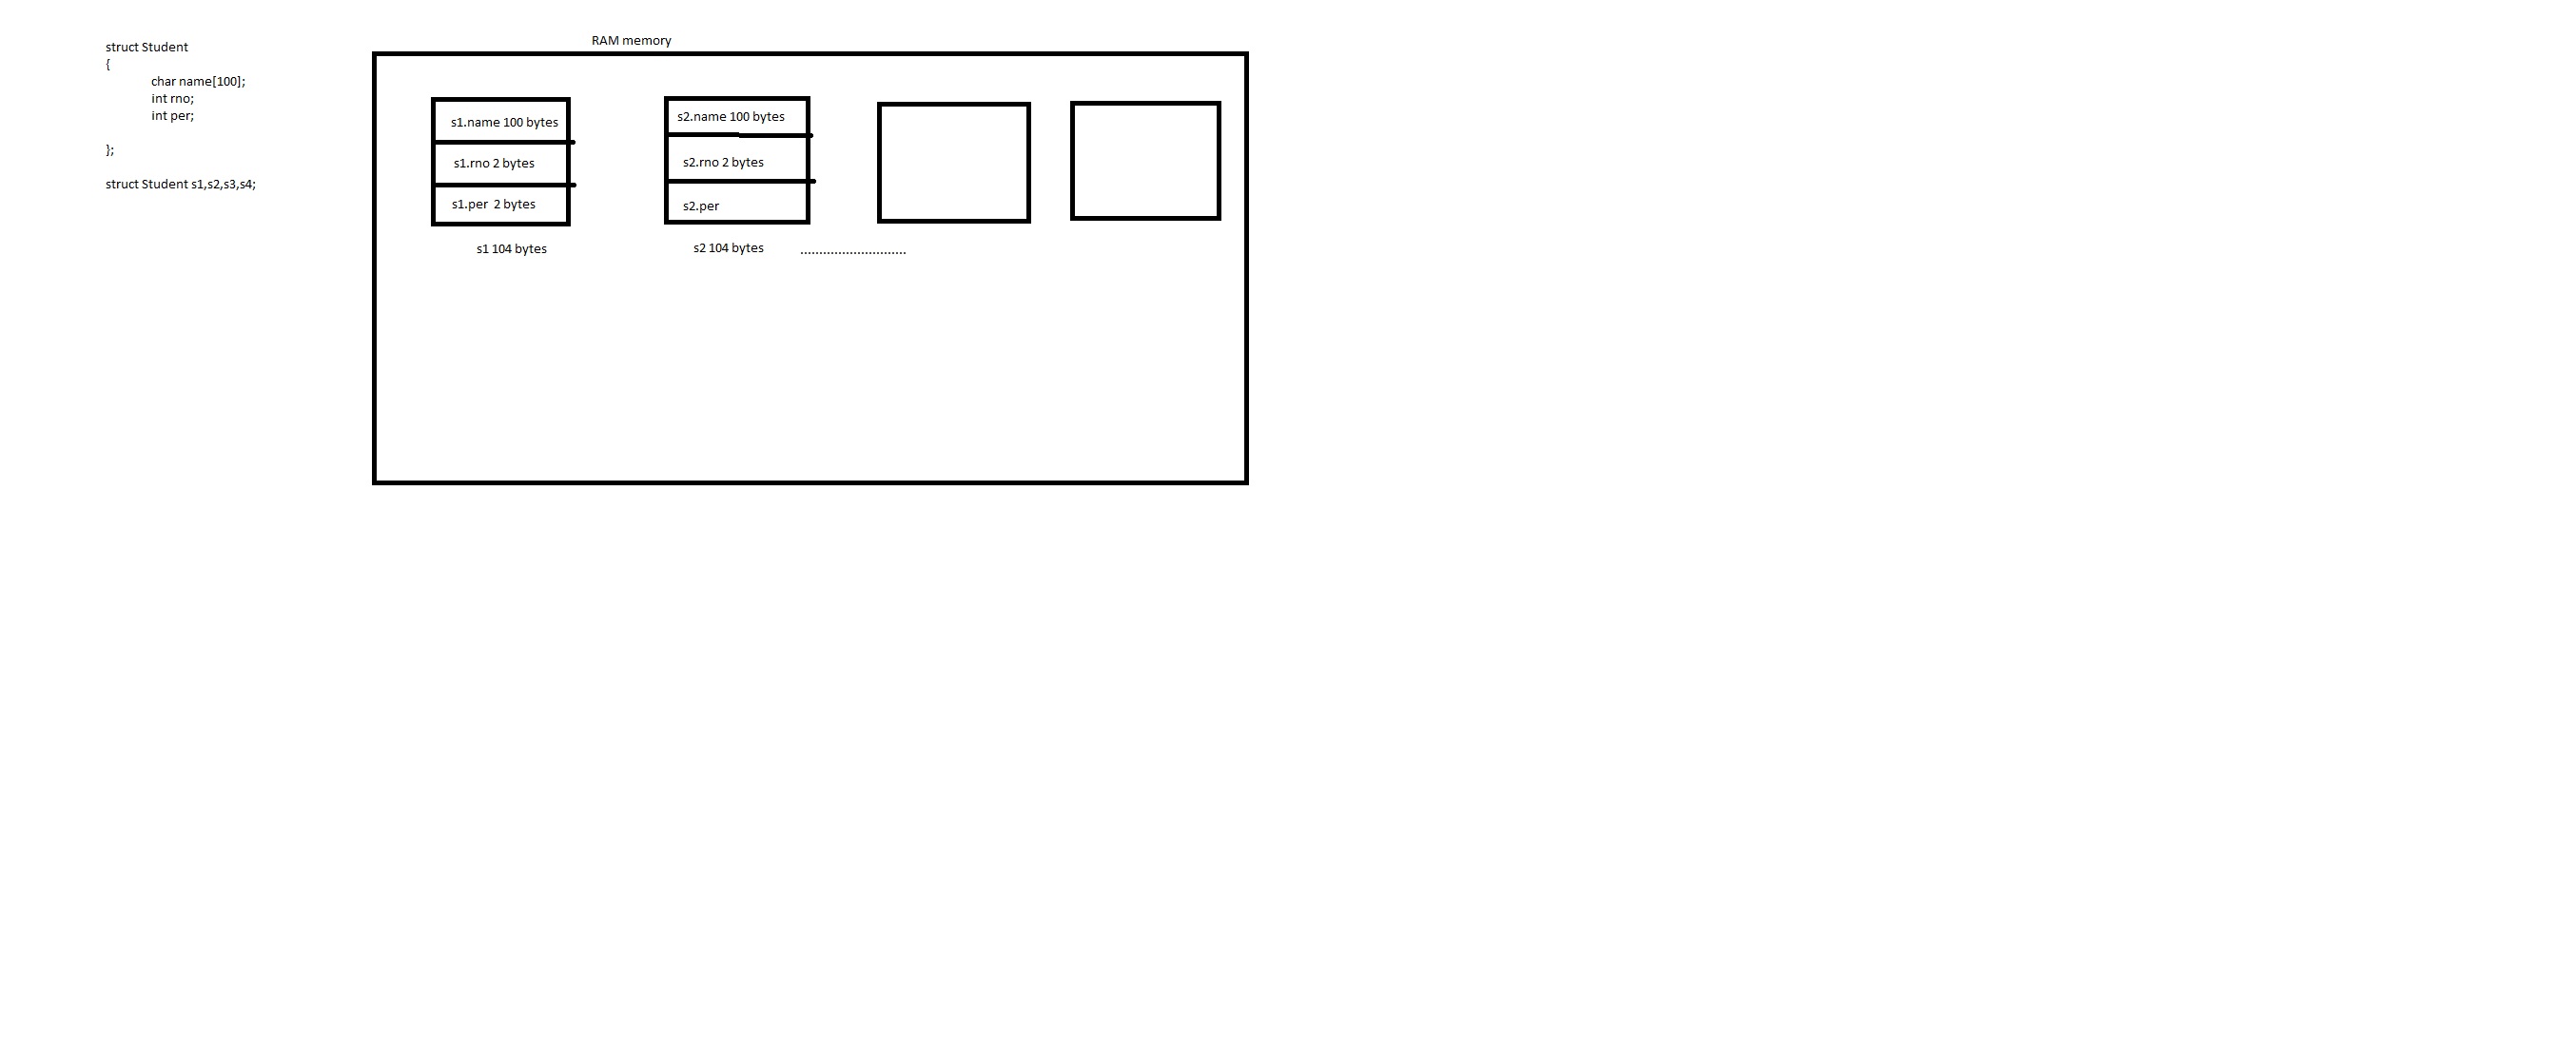 struct Student
{
char name[100];
int rno;
int per;
};
struct Student s1,s2,s3,s4;
RAM memory
s1.name 100 bytes
s1.rno 2 bytes
s1.per  2 bytes
s1 104 bytes
s2.name 100 bytes
s2.rno 2 bytes
s2.per
s2 104 bytes
............................